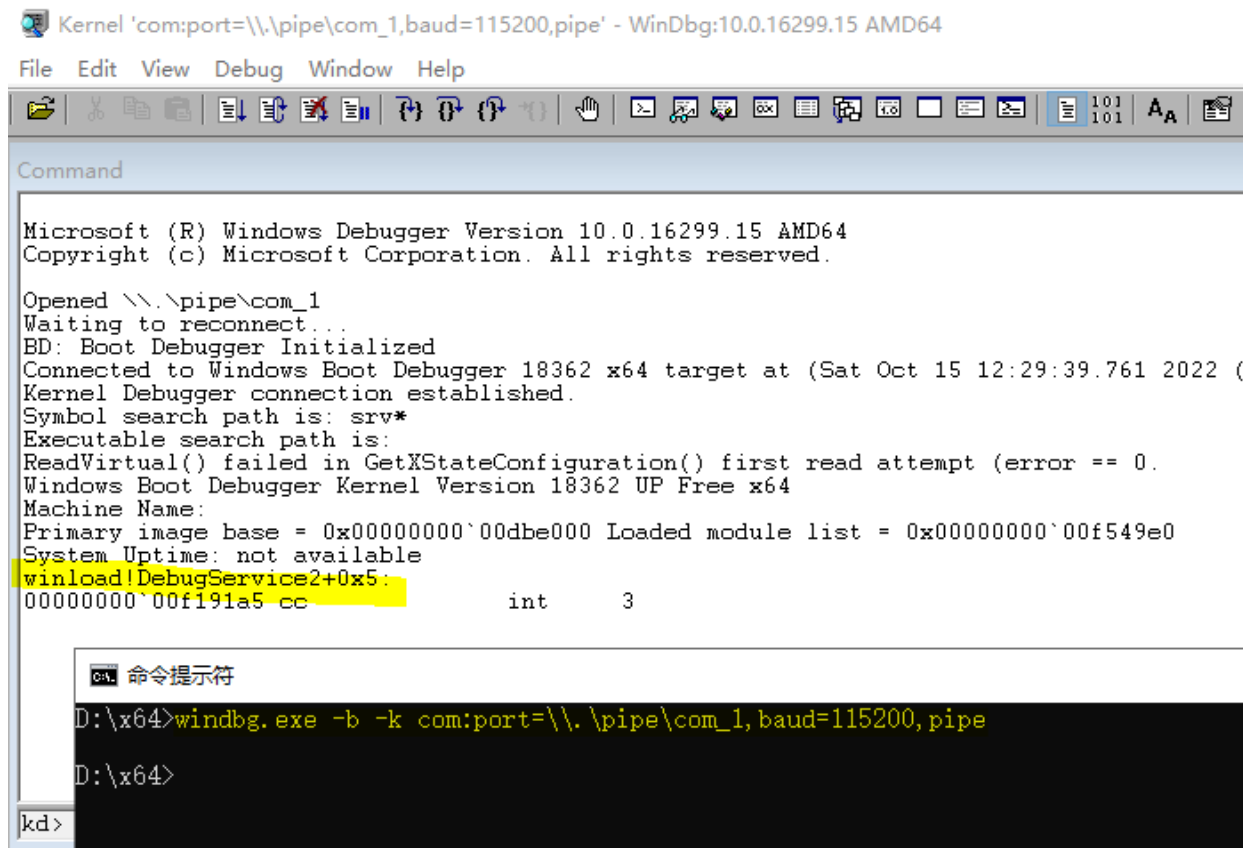 Kernel 'com:port=\\.\pipe\com_1,baud=115200,pipe' - WinDbg:10.0.16299.15 AMD64
File Edit View Debug Window Help
101
101
AA
Command
Microsoft (R) Windows Debugger Version 10.0.16299.15 AMD64
Copyright (c) Microsoft Corporation. All rights reserved.
Opened \\.\pipe\com_1
Waiting to reconnect...
BD: Boot Debugger Initialized
Connected to Windows Boot Debugger 18362 x64 target at (Sat Oct 15 12:29:39.761 2022 (
Kernel Debugger connection established.
Symbol search path is: srv*
Executable search path is:
ReadVirtual() failed in GetXStateConfiguration() first read attempt (error == 0.
Windows Boot Debugger Kernel Version 18362 UP Free x64
Machine Name:
Primary image base = 0x00000000`00dbe000 Loaded module list = 0x00000000`00f549e0
System Uptime: not available
winload!DebugService2+0x5:
00000000`00f191a5 cc int 3
命令提示符
D:\x64>windbg.exe -b -k com:port=\\.\pipe\com_1,baud=115200,pipe
D:\x64>
kd>